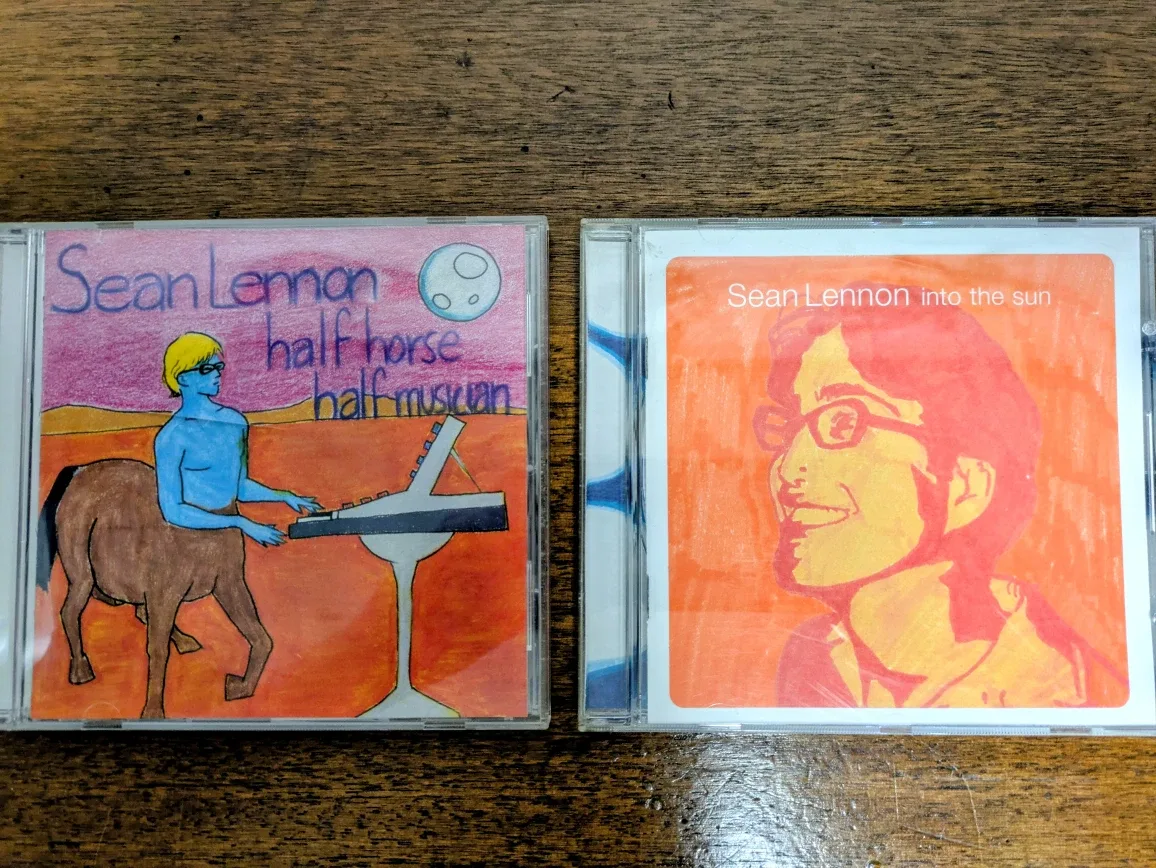 Sean Lennon
half horse
half musician
Sean Lennon into the sun